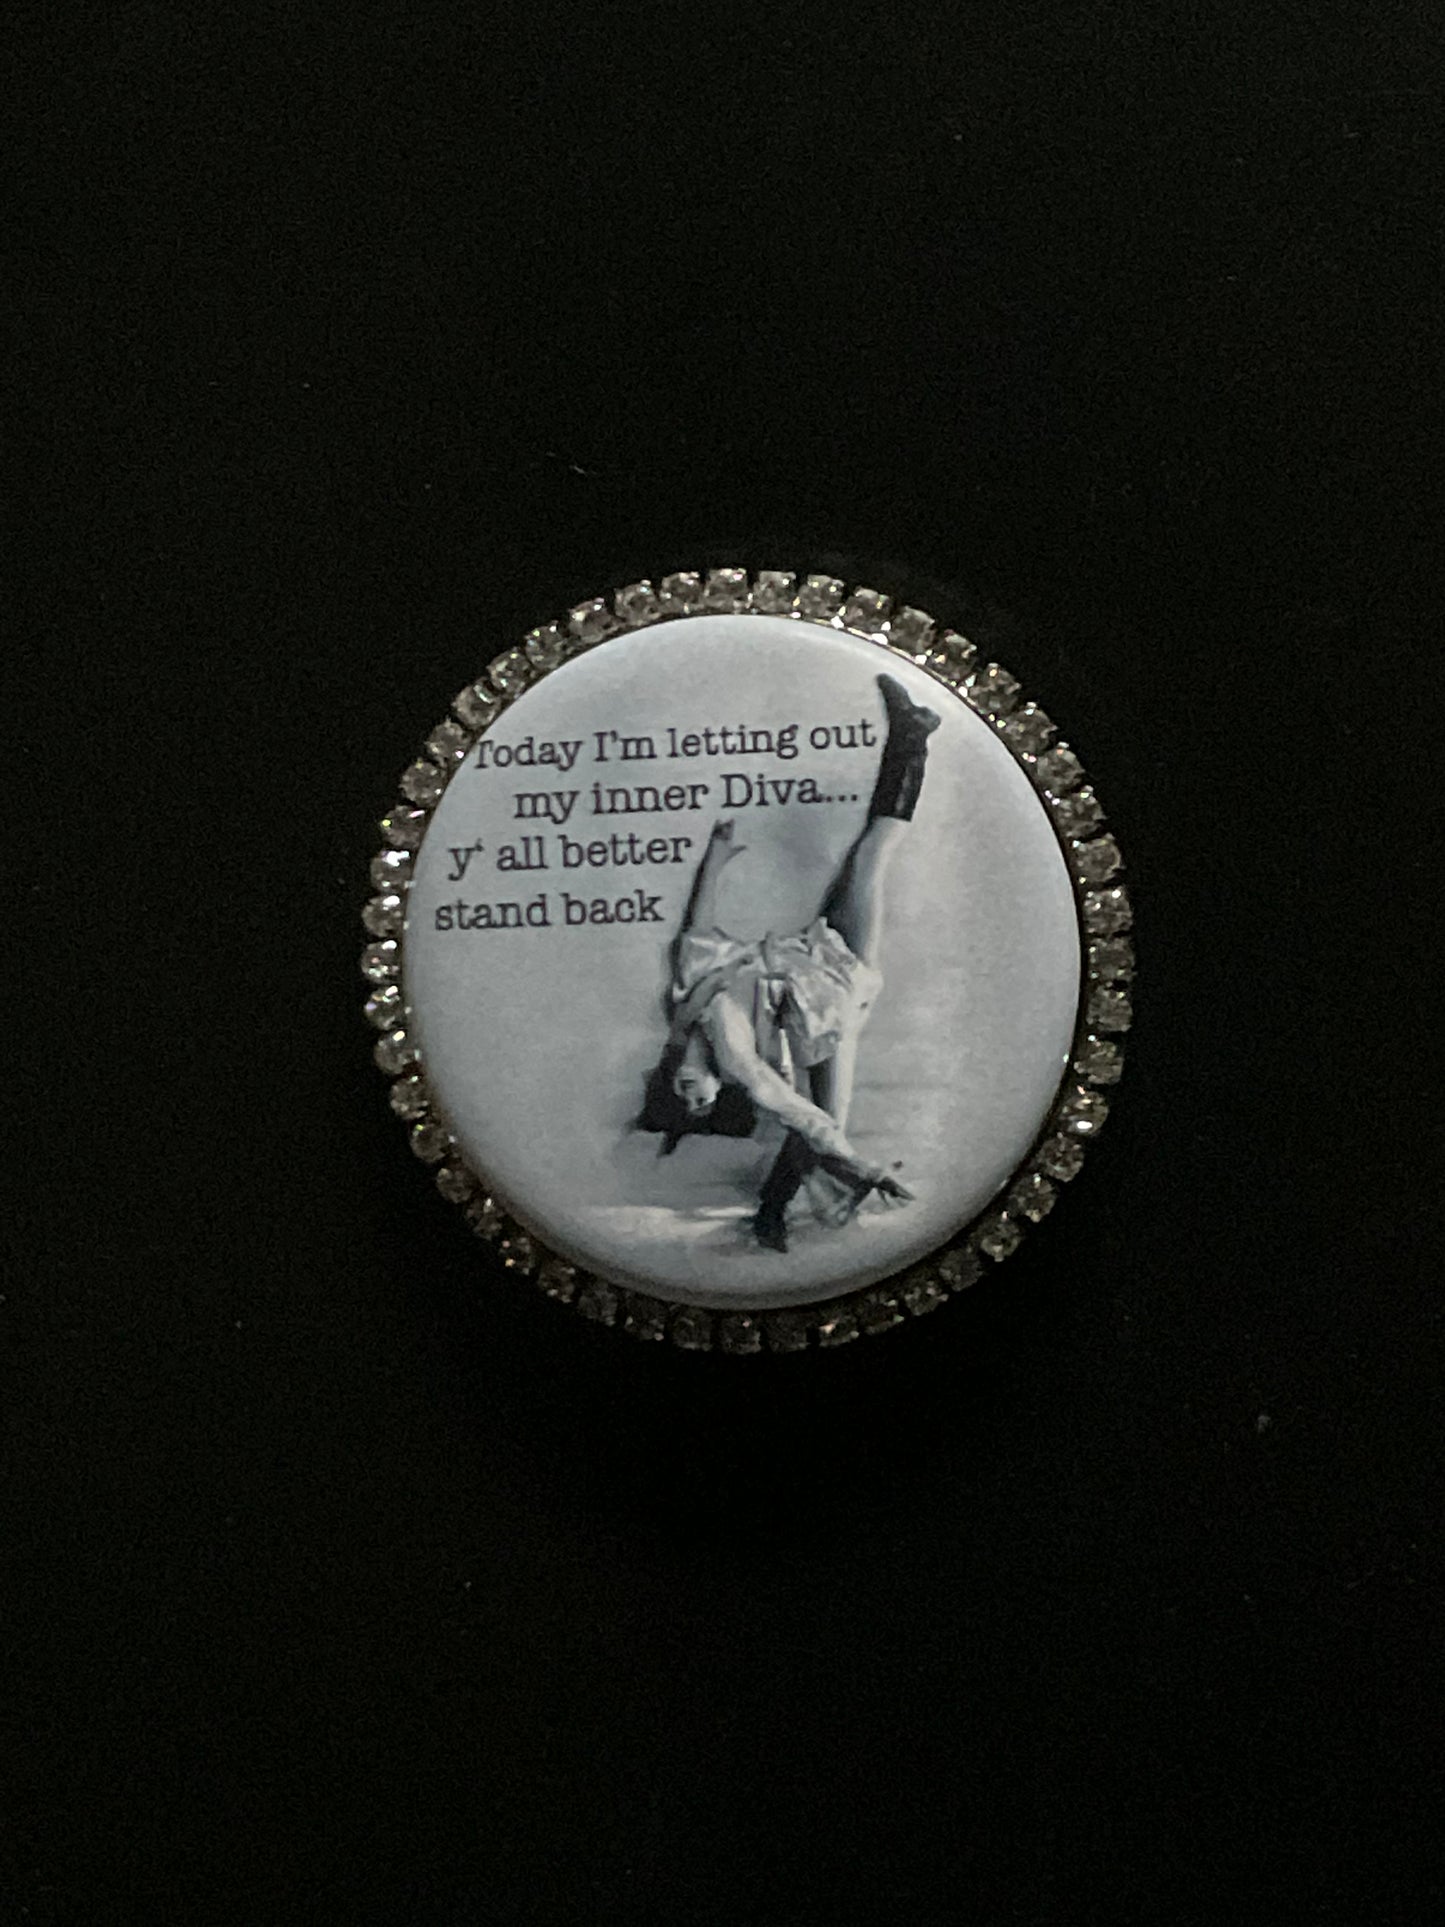 Today I'm letting out
my inner Diva...
y' all better
stand back